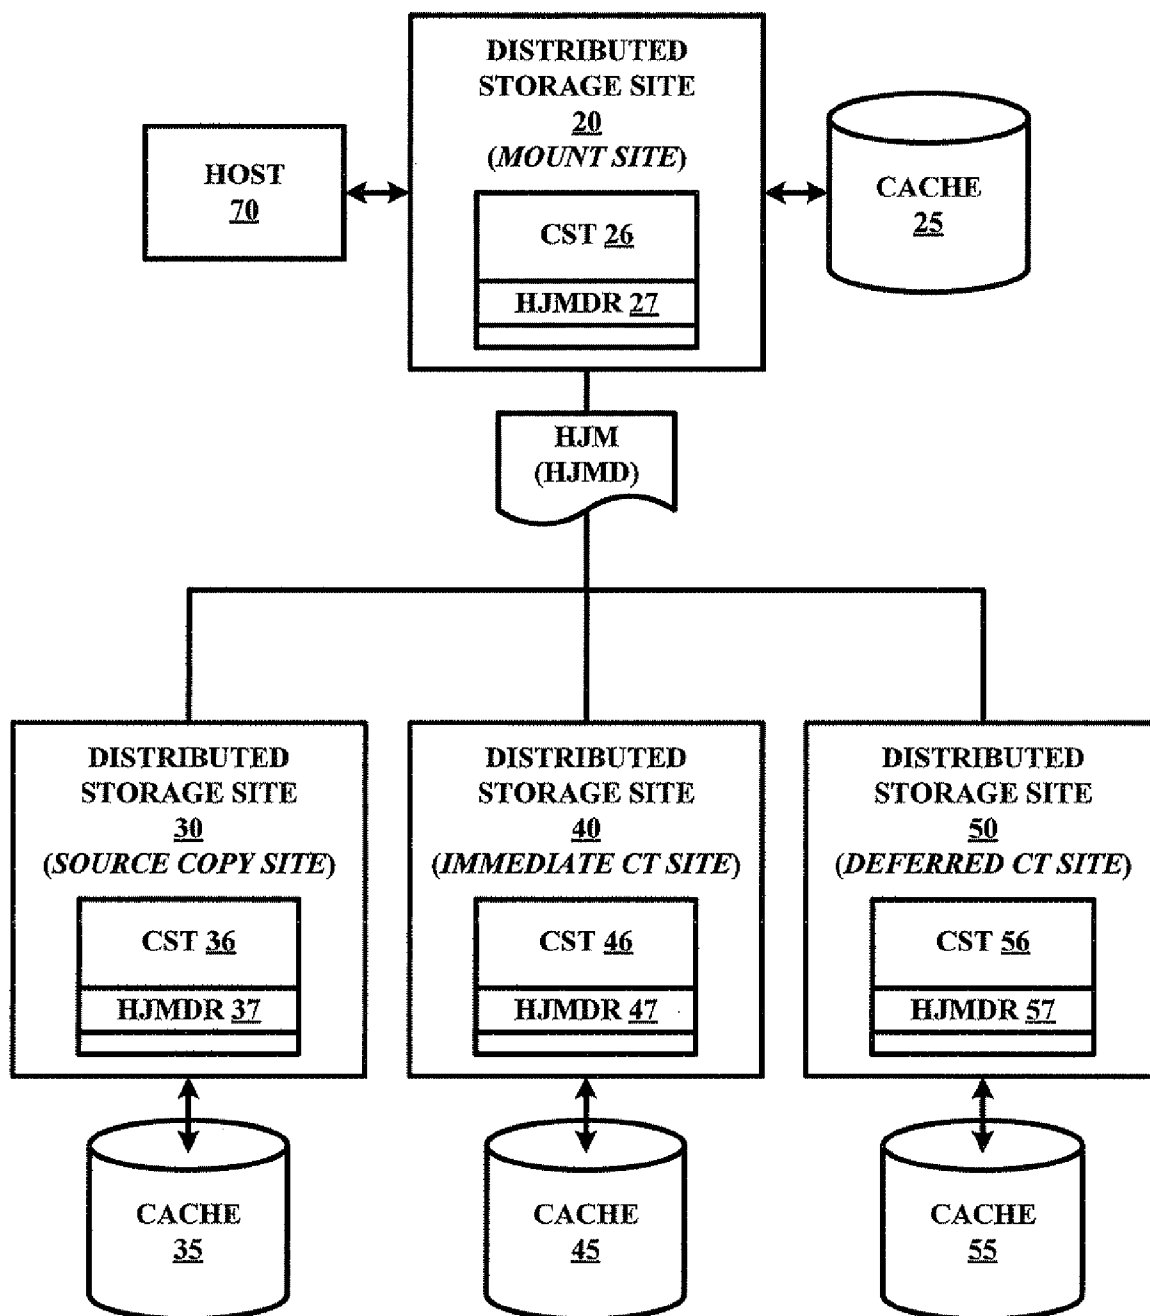 DISTRIBUTED
STORAGE SITE
20
(MOUNT SITE)
HOST
70
CACHE
25
CST 26
HJMDR 27
HJM
(HJMD)
DISTRIBUTED
STORAGE SITE
30
(SOURCE COPY SITE)
CST 36
HJMDR 37
DISTRIBUTED
STORAGE SITE
40
(IMMEDIATE CT SITE)
CST 46
HJMDR 47
DISTRIBUTED
STORAGE SITE
50
(DEFERRED CT SITE)
CST 56
HJMDR 57
CACHE
35
CACHE
45
CACHE
55